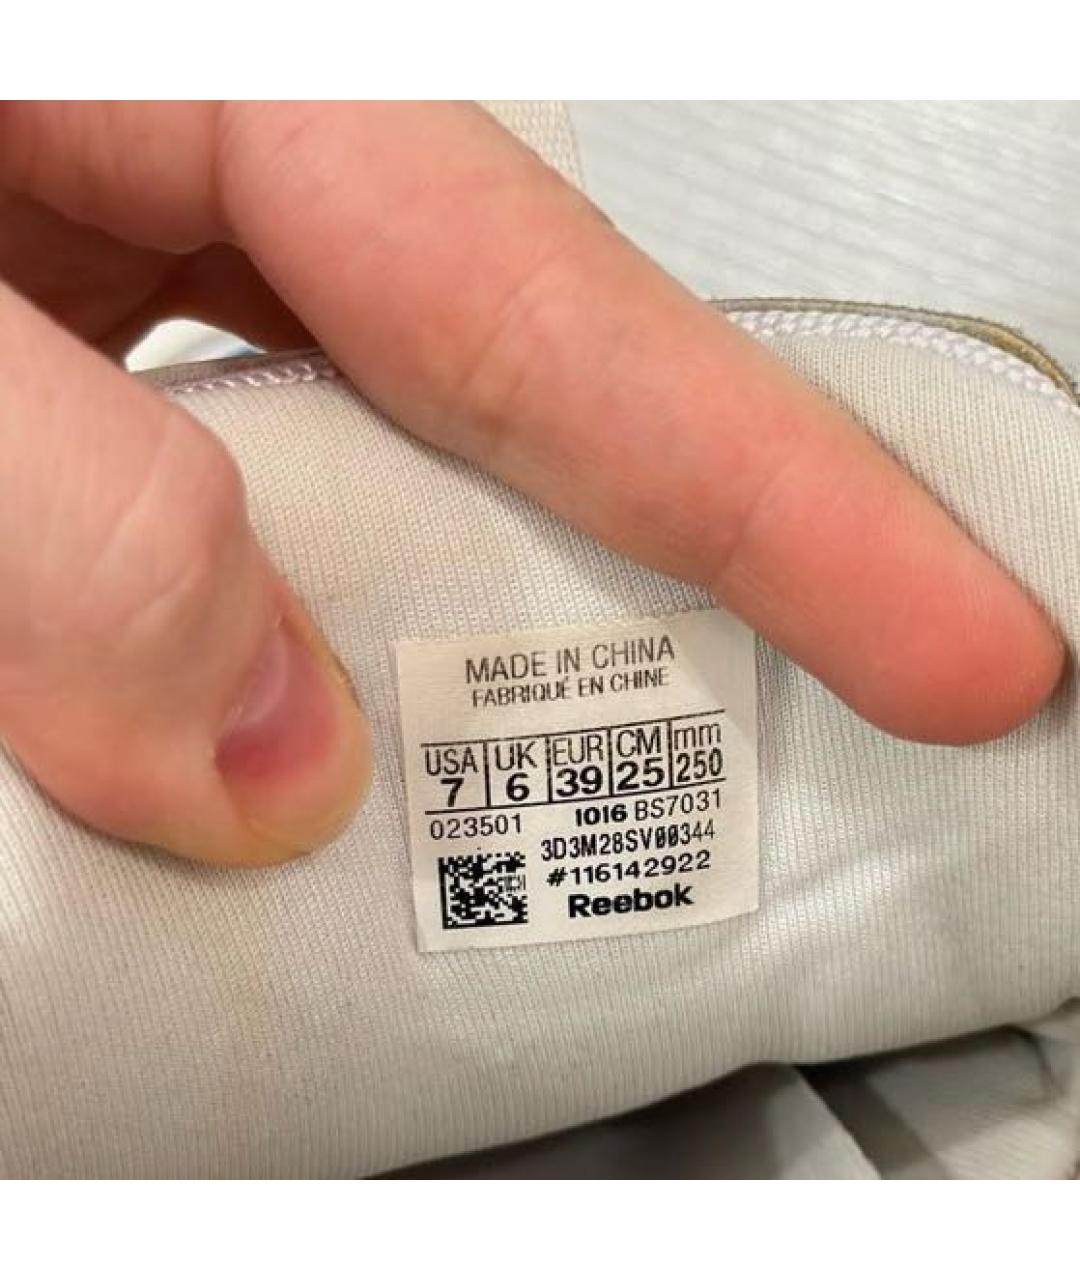 MADE IN CHINA
FABRIQUÉ EN CHINE
USA UK EUR CM mm
7 6 39 25 250
023501 1016 BS7031
3D3M28SV00344
#116142922
Reebok